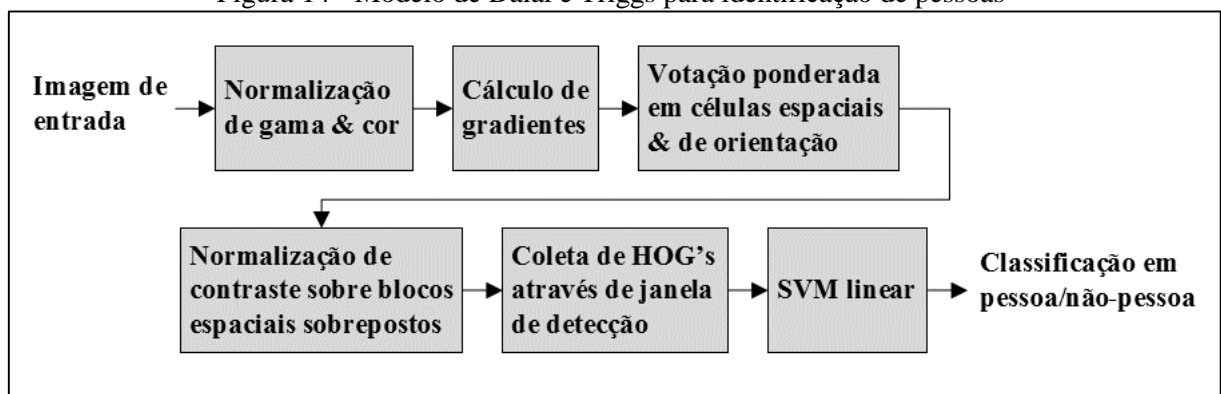 Figura 14 - Modelo de Dalal e Triggs para identificação de pessoas
Imagem de
entrada
Normalização
de gama & cor
Cálculo de
gradientes
Votação ponderada
em células espaciais
& de orientação
Normalização de
contraste sobre blocos
espaciais sobrepostos
Coleta de HOG's
através de janela
de detecção
SVM linear
Classificação em
pessoa/não-pessoa